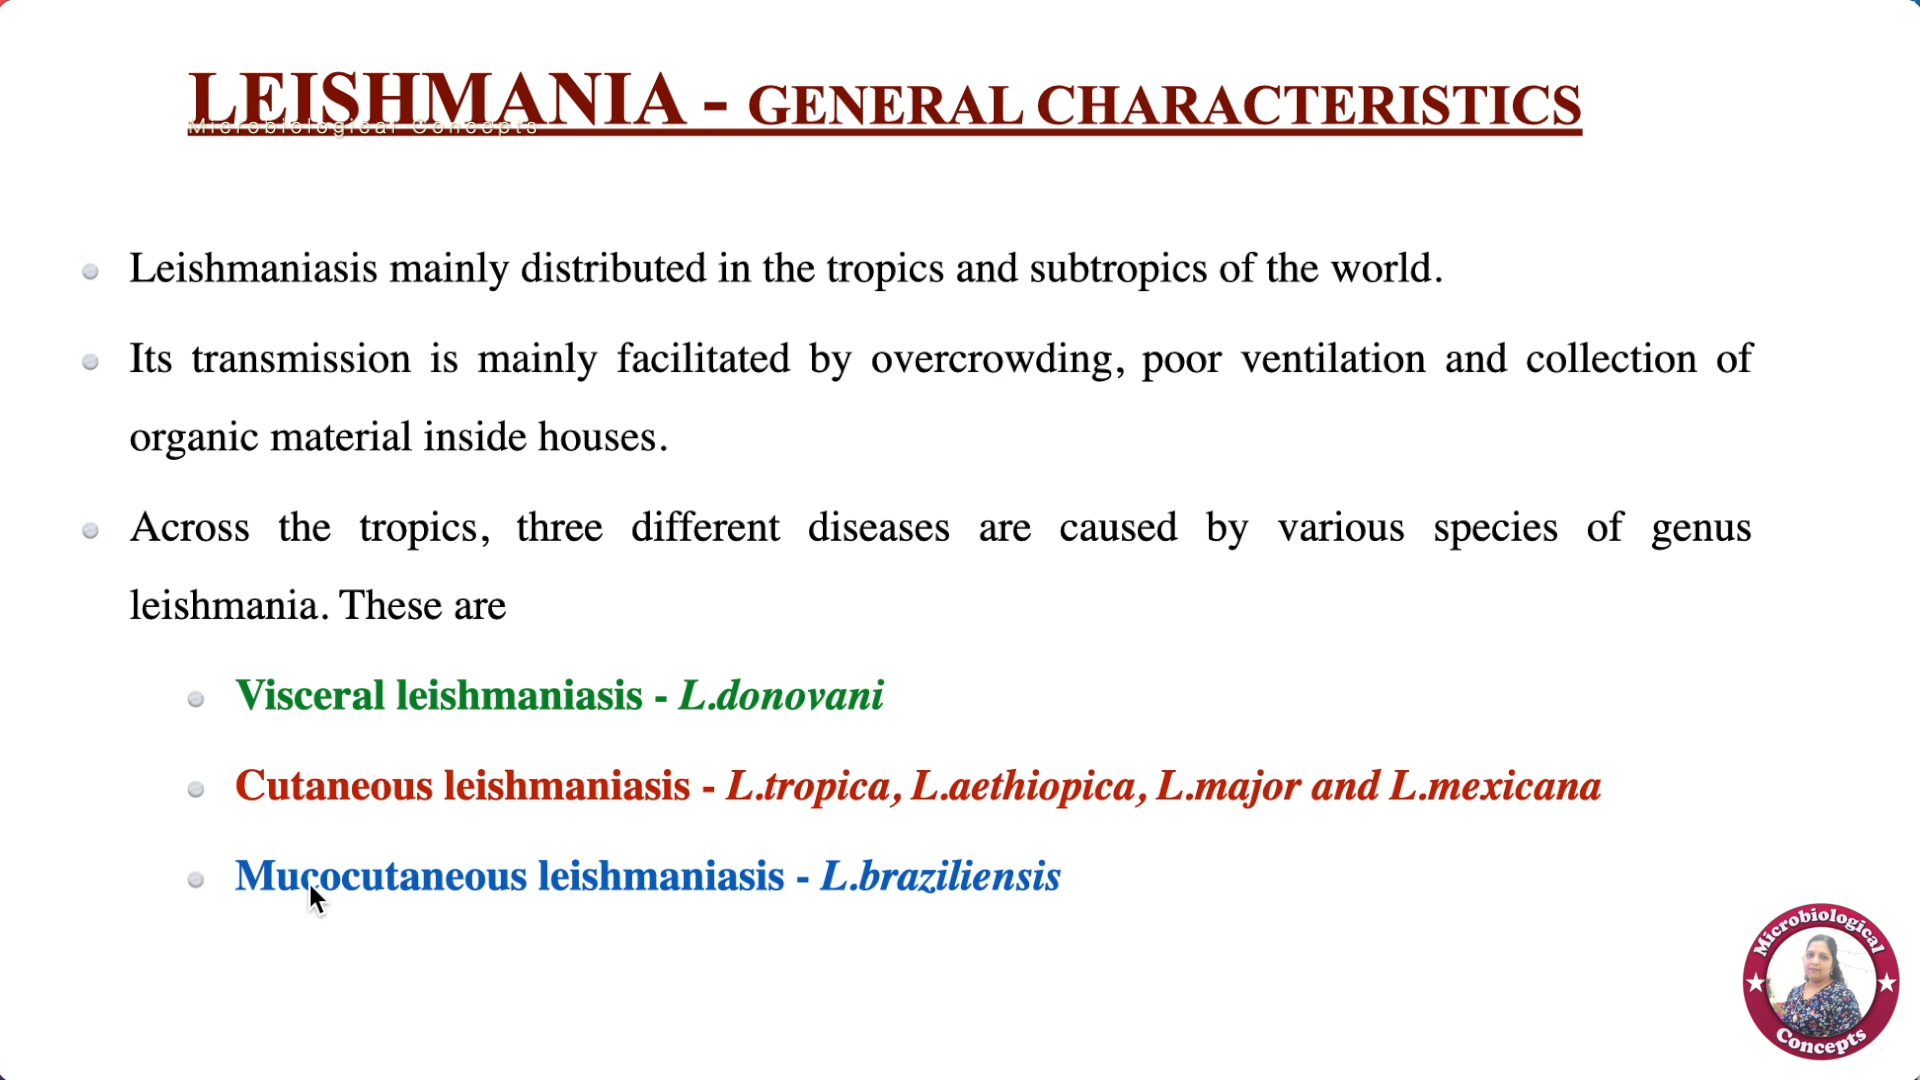 LEISHMANIA - GENERAL CHARACTERISTICS
Microbiological Concepts
Leishmaniasis mainly distributed in the tropics and subtropics of the world.
Its transmission is mainly facilitated by overcrowding, poor ventilation and collection of
organic material inside houses.
Across the tropics, three different diseases are caused by various species of genus
leishmania. These are
Visceral leishmaniasis - L.donovani
Cutaneous leishmaniasis - L.tropica, L.aethiopica, L.major and L.mexicana
Mucocutaneous leishmaniasis - L.braziliensis
Microbiological
Concepts